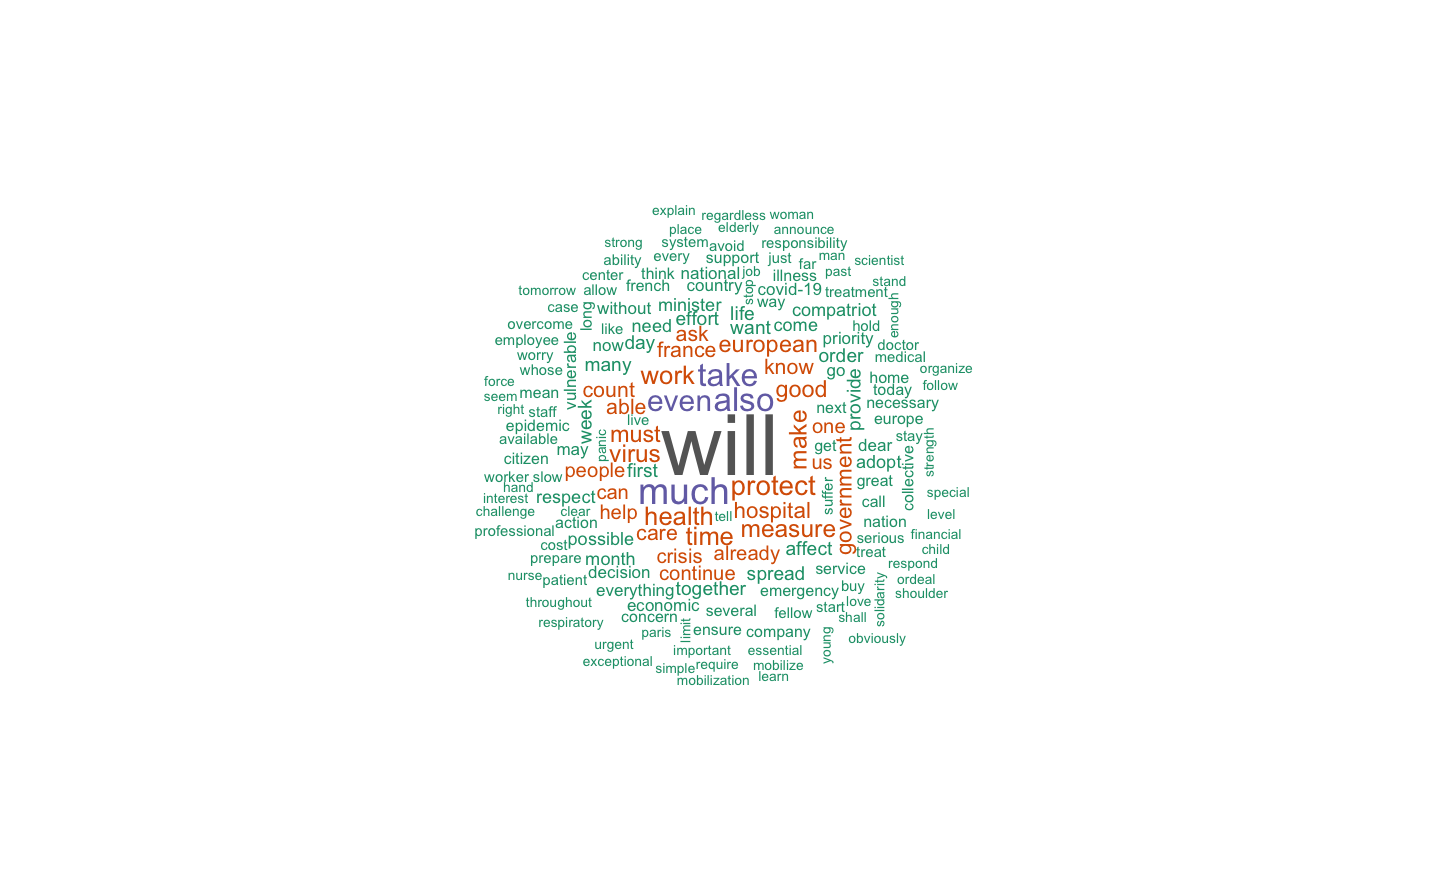 explain
regardless woman
place elderly announce
strong system avoid responsibility
ability every support just far man scientist
center think national job illness past stand
tomorrow allow french country stop covid-19 treatment
case long without minister effort life way compatriot enough
overcome like need want come hold
employee now day ask priority doctor
worry vulnerable many france european order medical
whose work take know go home organize
force count good provide today follow
seem mean able even also next necessary
right staff week live one europe
epidemic must will make get dear stay strength
available may panic us adopt
citizen virus first government collective
worker slow people much protect suffer great special
hand respect can
interest call
challenge clear help health tell hospital nation level
professional action care time measure serious financial
cost possible crisis already affect treat child
prepare month continue spread service respond
nurse patient decision everything together emergency buy solidarity ordeal
throughout economic several fellow start love shoulder
respiratory concern limit ensure company shall
paris young obviously
urgent important essential
exceptional simple require mobilize
mobilization learn